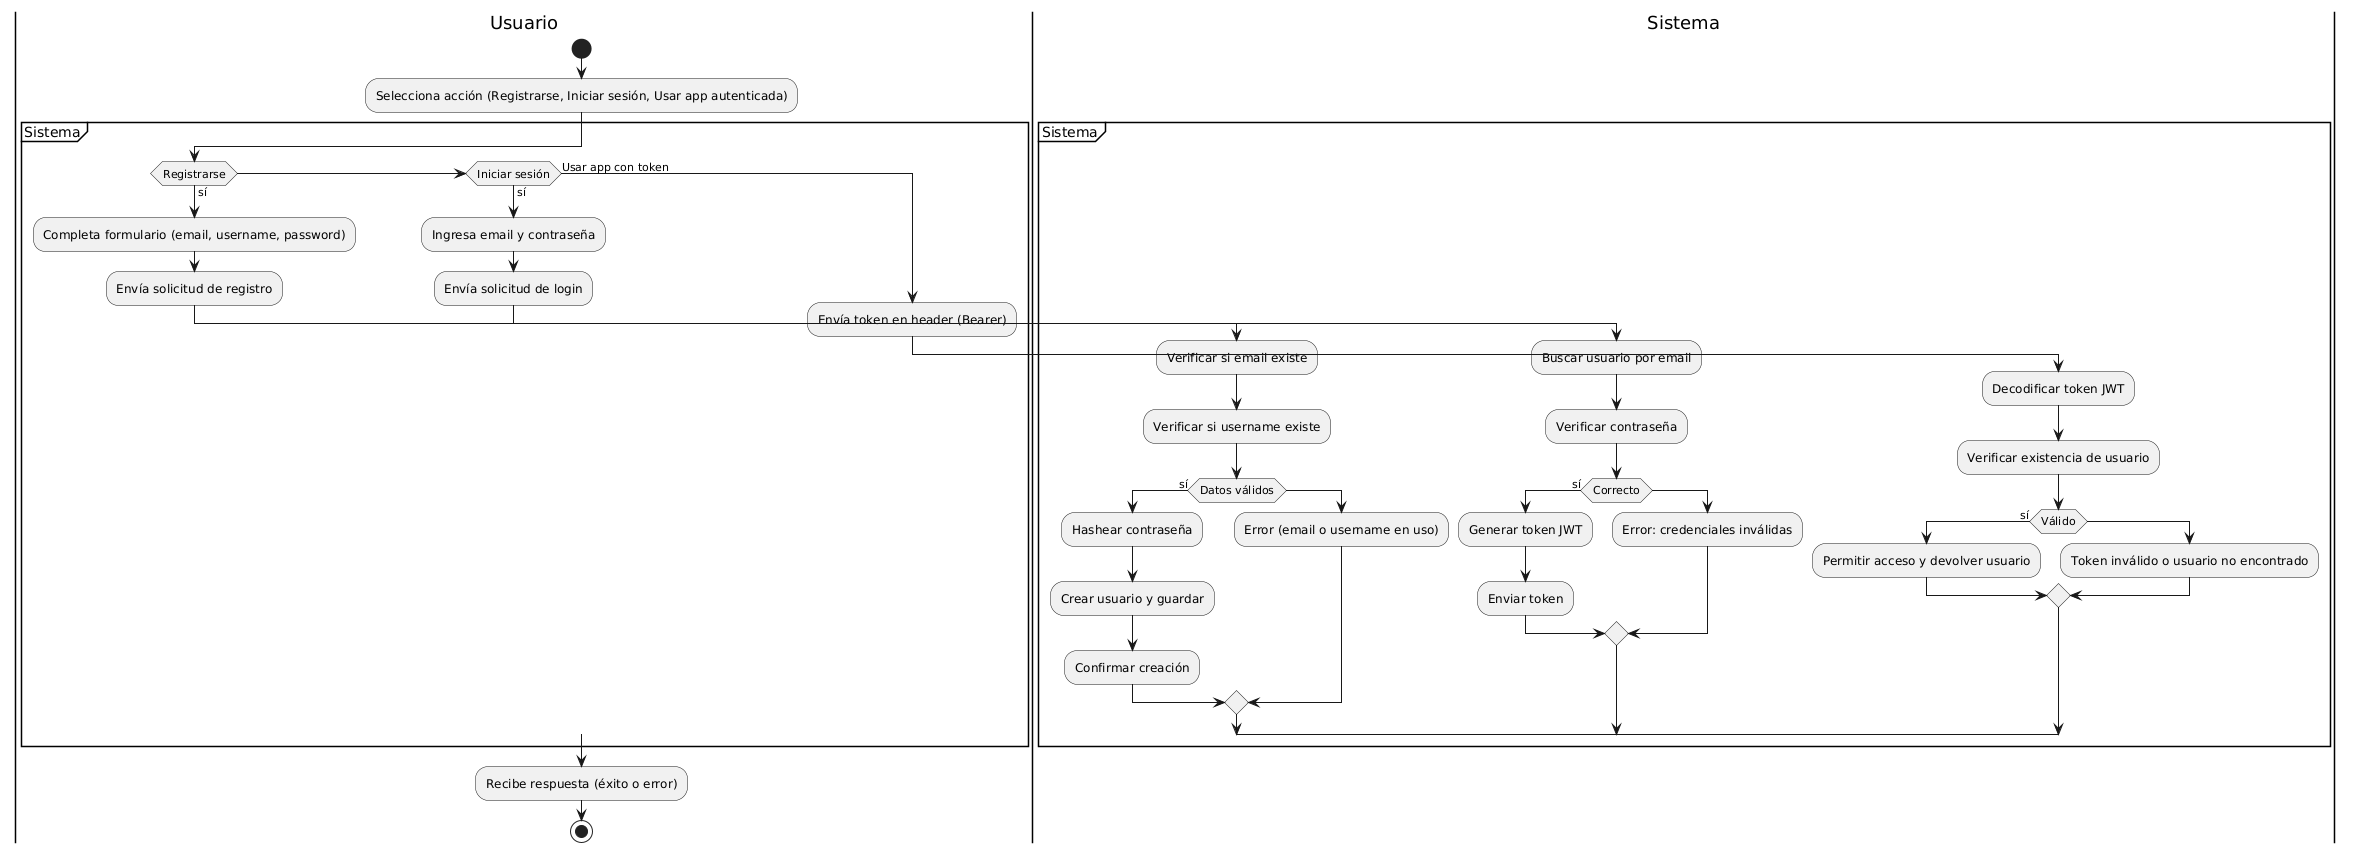 Usuario
Sistema
Selecciona acción (Registrarse, Iniciar sesión, Usar app autenticada)
Sistema
Sistema
Registrarse
Iniciar sesión
Usar app con token
sí
sí
Completa formulario (email, username, password)
Ingresa email y contraseña
Envía solicitud de registro
Envía solicitud de login
Envía token en header (Bearer)
Verificar si email existe
Buscar usuario por email
Decodificar token JWT
Verificar si username existe
Verificar contraseña
Verificar existencia de usuario
sí
Datos válidos
sí
Correcto
sí
Válido
Hashear contraseña
Error (email o username en uso)
Generar token JWT
Error: credenciales inválidas
Permitir acceso y devolver usuario
Token inválido o usuario no encontrado
Crear usuario y guardar
Enviar token
Confirmar creación
Recibe respuesta (éxito o error)